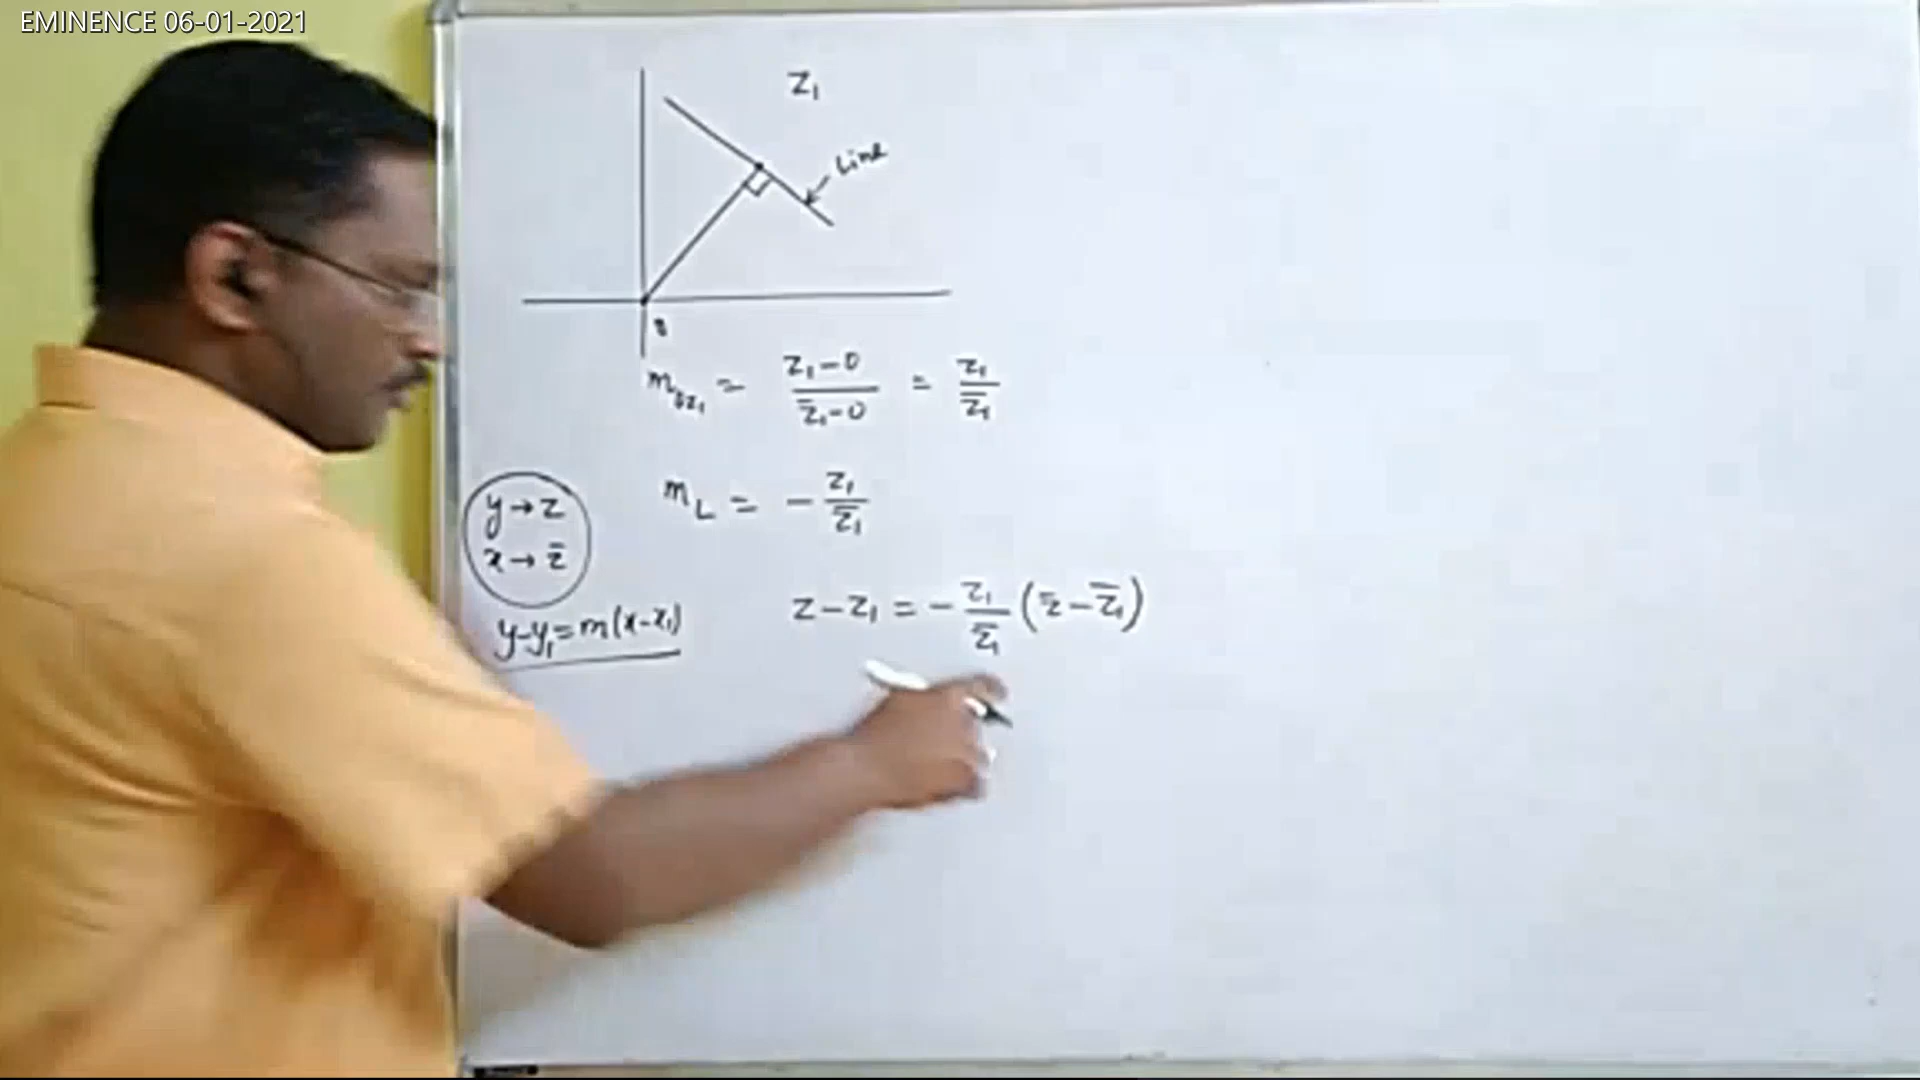 EMINENCE 06-01-2021
z₁
Line
0
m₀z₁ = (z₁-0)/(z̄₁-0) = z₁/z̄₁
m_L = -z₁/z̄₁
y→z
x→z̄
y-y₁=m(x-x₁)
z-z₁ = -z₁/z̄₁(z̄-z̄₁)